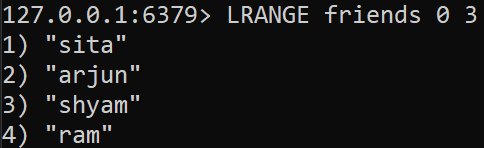 127.0.0.1:6379> LRANGE friends 0 3
1) "sita"
2) "arjun"
3) "shyam"
4) "ram"